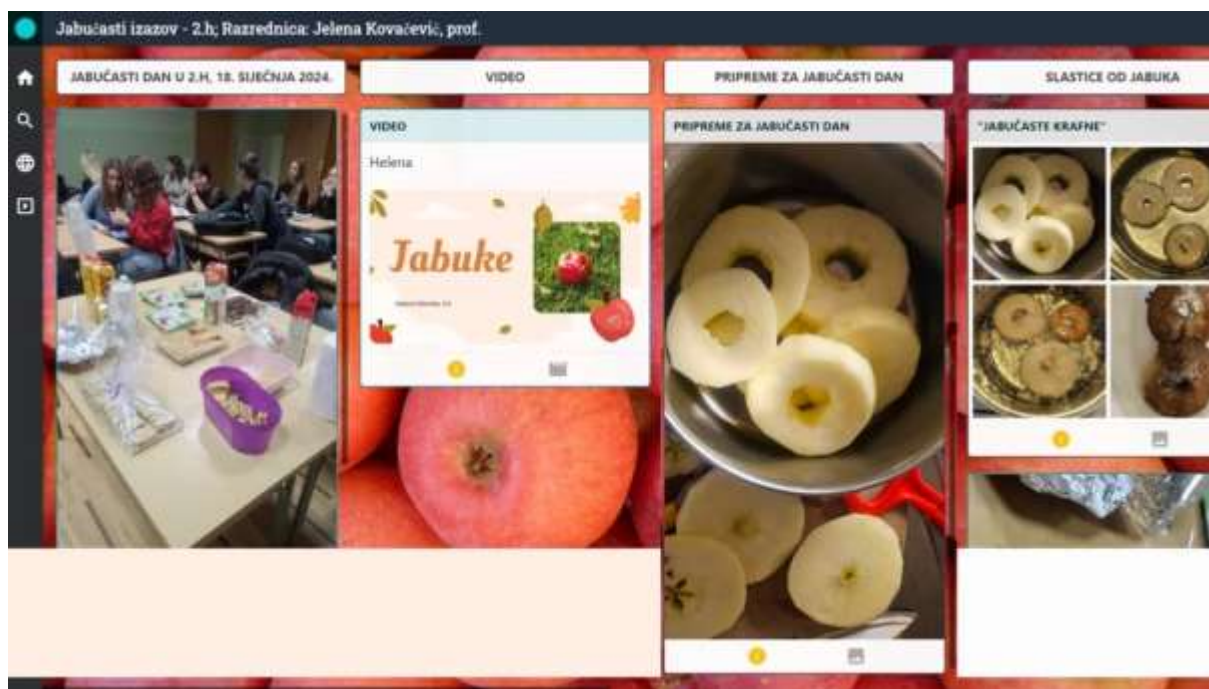 Jabučasti izazov - 2.h; Razrednica: Jelena Kovačević, prof.
JABUČASTI DAN U 2.H, 18. SIJEČNJA 2024.
VIDEO
PRIPREME ZA JABUČASTI DAN
SLASTICE OD JABUKA
VIDEO
Helena
Jabuke
PRIPREME ZA JABUČASTI DAN
"JABUČASTE KRAFNE"